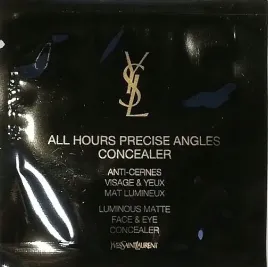 YSL
ALL HOURS PRECISE ANGLES
CONCEALER
ANTI-CERNES
VISAGE & YEUX
MAT LUMINEUX
LUMINOUS MATTE
FACE & EYE
CONCEALER
YVESSAINTLAURENT